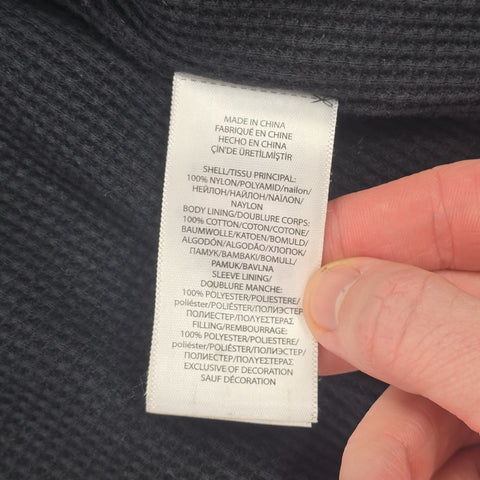 MADE IN CHINA
FABRIQUÉ EN CHINE
HECHO EN CHINA
ÇİN'DE ÜRETİLMİŞTİR
SHELL/TISSU PRINCIPAL:
100% NYLON/POLYAMID/nailon/
НЕЙЛОН/НАЙЛОН/NAÏLON/
NAYLON
BODY LINING/DOUBLURE CORPS:
100% COTTON/COTON/COTONE/
BAUMWOLLE/KATOEN/BOMULD/
ALGODÓN/ALGODÃO/ХЛОПОК/
ПАМУК/BAMBAKI/BOMULL/
PAMUK/BAVLNA
SLEEVE LINING/
DOUBLURE MANCHE:
100% POLYESTER/POLIESTERE/
poliéster/POLIÉSTER/ПОЛИЭСТЕР
ПОЛИЕСТЕР/ΠΟΛΥΕΣΤΕΡΑΣ
FILLING/REMBOURRAGE:
100% POLYESTER/POLIESTERE/
poliéster/POLIÉSTER/ПОЛИЭСТЕР/
ПОЛИЕСТЕР/ΠΟΛΥΕΣΤΕΡΑΣ
EXCLUSIVE OF DECORATION
SAUF DÉCORATION